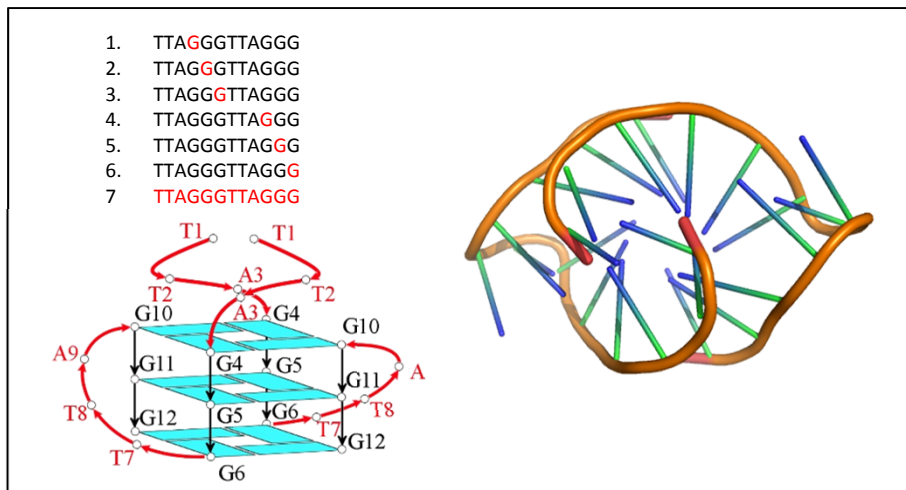 1. TTAGGGTTAGGG
2. TTAGGGTTAGGG
3. TTAGGGTTAGGG
4. TTAGGGTTAGGG
5. TTAGGGTTAGGG
6. TTAGGGTTAGGG
7 TTAGGGTTAGGG
T1 T1
A3
T2 T2
A3 G4
G10 G10
A9 G11 G4 G5 A
G11
T8 G12 G5 G6 T8
T7
T7 G12
G6